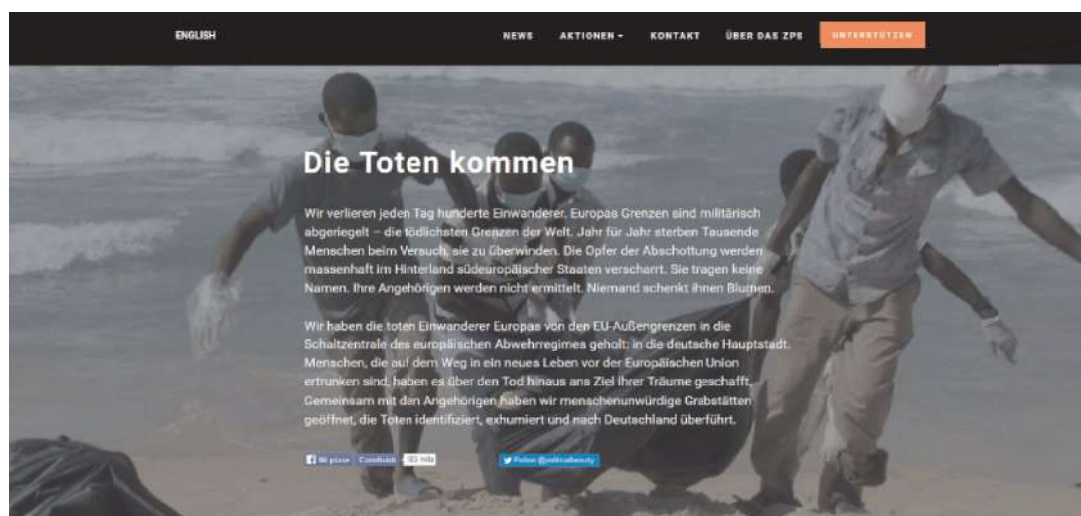 ENGLISH NEWS AKTIONEN KONTAKT ÜBER DAS ZPS UNTERSTÜTZEN
Die Toten kommen
Wir verlieren jeden Tag hunderte Einwanderer. Europas Grenzen sind militärisch
abgeriegelt – die tödlichsten Grenzen der Welt. Jahr für Jahr sterben Tausende
Menschen beim Versuch, sie zu überwinden. Die Opfer der Abschottung werden
massenhaft im Hinterland südeuropäischer Staaten verscharrt. Sie tragen keine
Namen. Ihre Angehörigen werden nicht ermittelt. Niemand schenkt ihnen Blumen.
Wir haben die toten Einwanderer Europas von den EU-Außengrenzen in die
Schaltzentrale des europäischen Abwehrregimes geholt: in die deutsche Hauptstadt.
Menschen, die auf dem Weg in ein neues Leben vor der Europäischen Union
ertrunken sind, haben es über den Tod hinaus ans Ziel ihrer Träume geschafft.
Gemeinsam mit den Angehörigen haben wir menschenunwürdige Grabstätten
geöffnet, die Toten identifiziert, exhumiert und nach Deutschland überführt.
Mi piace Condividi mila Follow @politicalbeauty